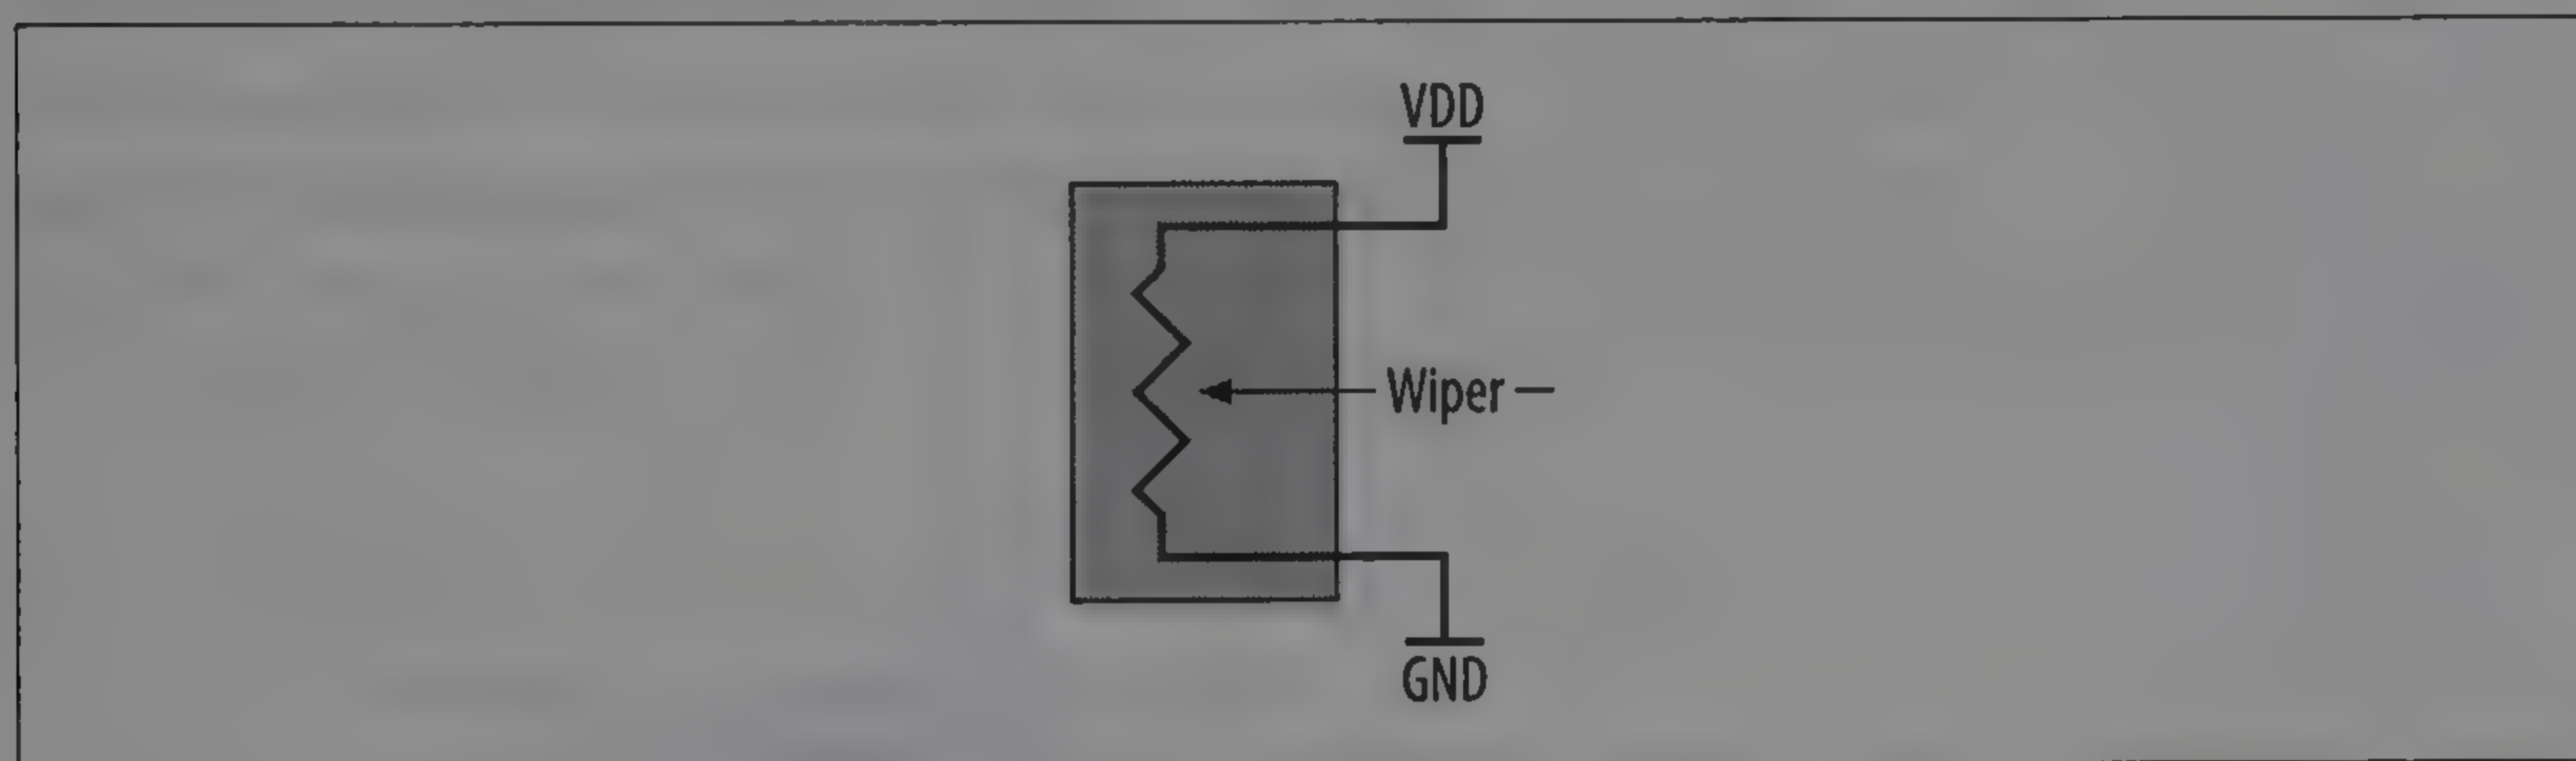 VDD
Wiper —
GND